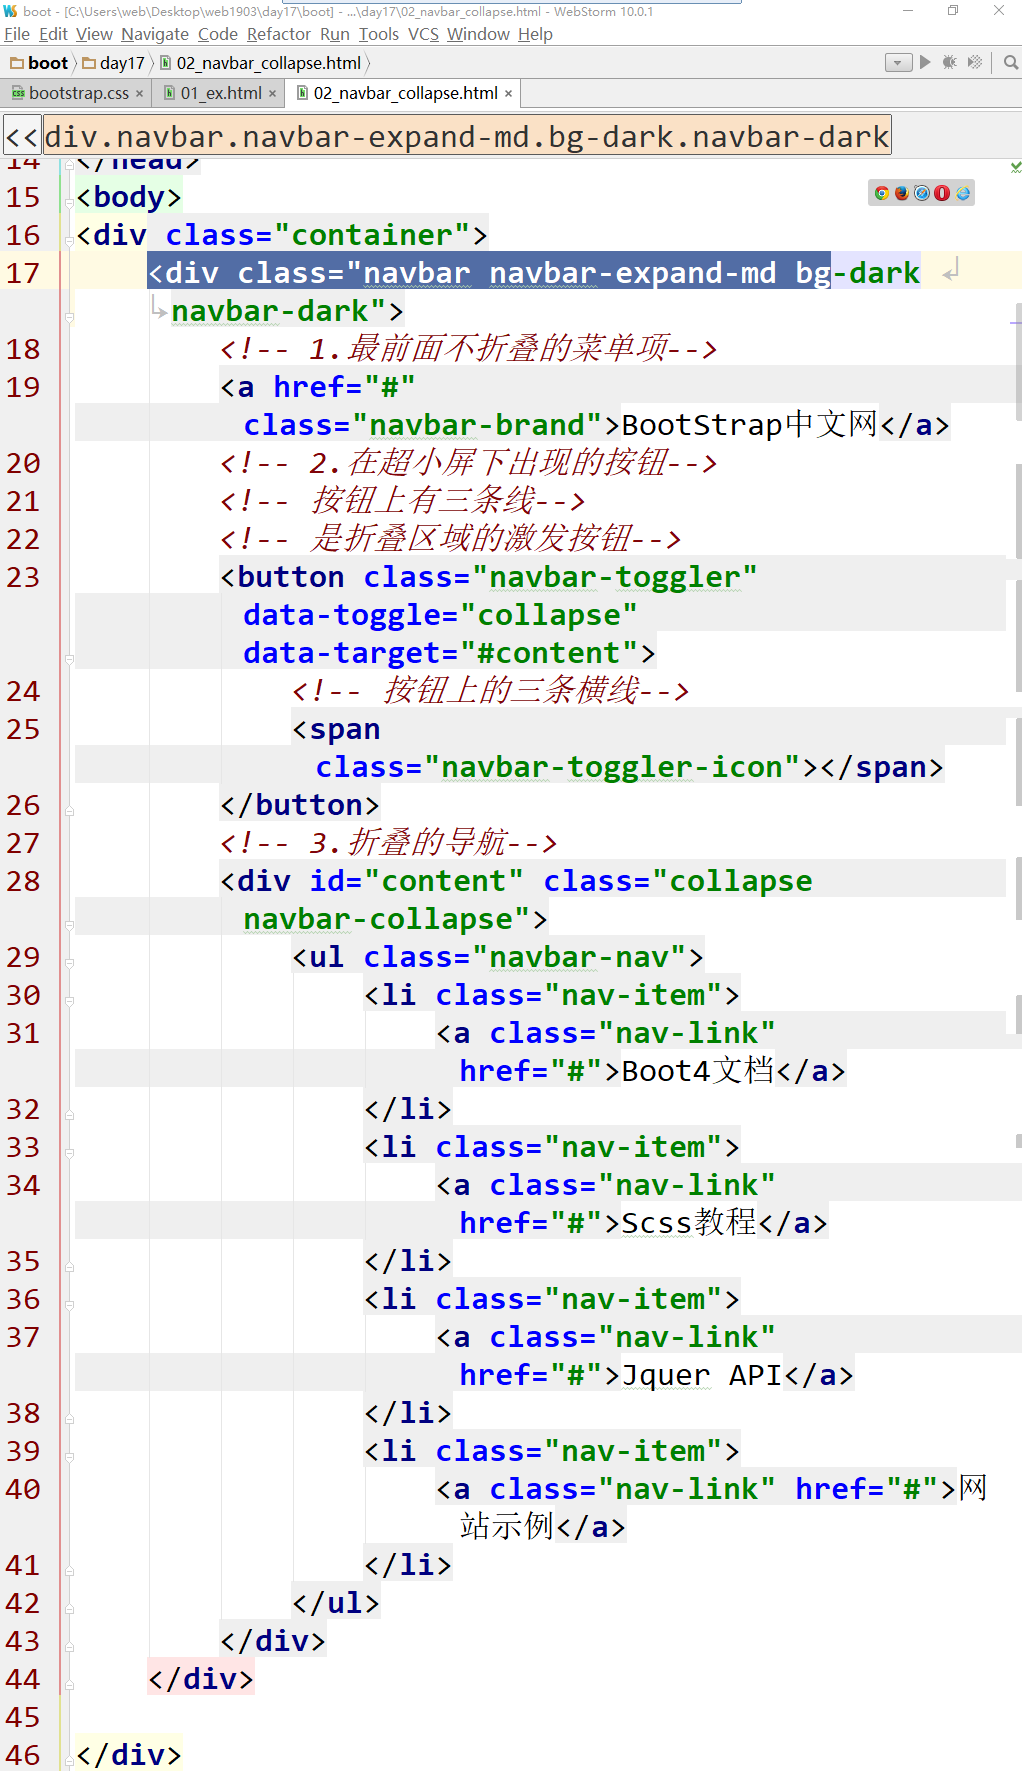 boot - [C:\Users\web\Desktop\web1903\day17\boot] - ...\day17\02_navbar_collapse.html - WebStorm 10.0.1
File Edit View Navigate Code Refactor Run Tools VCS Window Help
boot day17 02_navbar_collapse.html
bootstrap.css 01_ex.html 02_navbar_collapse.html
<<div.navbar.navbar-expand-md.bg-dark.navbar-dark
14 </head>
15 <body>
16 <div class="container">
17 <div class="navbar navbar-expand-md bg-dark
navbar-dark">
18 <!-- 1.最前面不折叠的菜单项-->
19 <a href="#"
class="navbar-brand">BootStrap中文网</a>
20 <!-- 2.在超小屏下出现的按钮-->
21 <!-- 按钮上有三条线-->
22 <!-- 是折叠区域的激发按钮-->
23 <button class="navbar-toggler"
data-toggle="collapse"
data-target="#content">
24 <!-- 按钮上的三条横线-->
25 <span
class="navbar-toggler-icon"></span>
26 </button>
27 <!-- 3.折叠的导航-->
28 <div id="content" class="collapse
navbar-collapse">
29 <ul class="navbar-nav">
30 <li class="nav-item">
31 <a class="nav-link"
href="#">Boot4文档</a>
32 </li>
33 <li class="nav-item">
34 <a class="nav-link"
href="#">Scss教程</a>
35 </li>
36 <li class="nav-item">
37 <a class="nav-link"
href="#">Jquer API</a>
38 </li>
39 <li class="nav-item">
40 <a class="nav-link" href="#">网
站示例</a>
41 </li>
42 </ul>
43 </div>
44 </div>
45
46 </div>